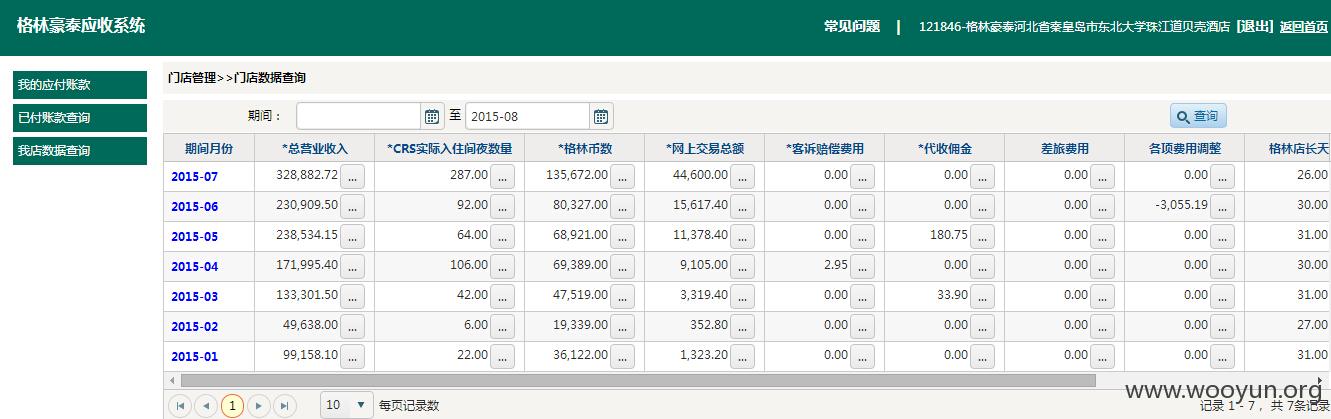 格林豪泰应收系统
常见问题 | 121846-格林豪泰河北省秦皇岛市东北大学珠江道贝壳酒店 [退出] 返回首页
我的应付账款
已付账款查询
我店数据查询
门店管理>>门店数据查询
期间： 至 2015-08 查询
期间月份 *总营业收入 *CRS实际入住间夜数量 *格林币数 *网上交易总额 *客诉赔偿费用 *代收佣金 差旅费用 各项费用调整 格林店长天
2015-07 328,882.72 ... 287.00 ... 135,672.00 ... 44,600.00 ... 0.00 ... 0.00 ... 0.00 ... 0.00 ... 26.00
2015-06 230,909.50 ... 92.00 ... 80,327.00 ... 15,617.40 ... 0.00 ... 0.00 ... 0.00 ... -3,055.19 ... 30.00
2015-05 238,534.15 ... 64.00 ... 68,921.00 ... 11,378.40 ... 0.00 ... 180.75 ... 0.00 ... 0.00 ... 31.00
2015-04 171,995.40 ... 106.00 ... 69,389.00 ... 9,105.00 ... 2.95 ... 0.00 ... 0.00 ... 0.00 ... 30.00
2015-03 133,301.50 ... 42.00 ... 47,519.00 ... 3,319.40 ... 0.00 ... 33.90 ... 0.00 ... 0.00 ... 31.00
2015-02 49,638.00 ... 6.00 ... 19,339.00 ... 352.80 ... 0.00 ... 0.00 ... 0.00 ... 0.00 ... 27.00
2015-01 99,158.10 ... 22.00 ... 36,122.00 ... 1,323.20 ... 0.00 ... 0.00 ... 0.00 ... 0.00 ... 31.00
www.wooyun.org
1 10 每页记录数 记录 1 - 7 ，共 7条记录